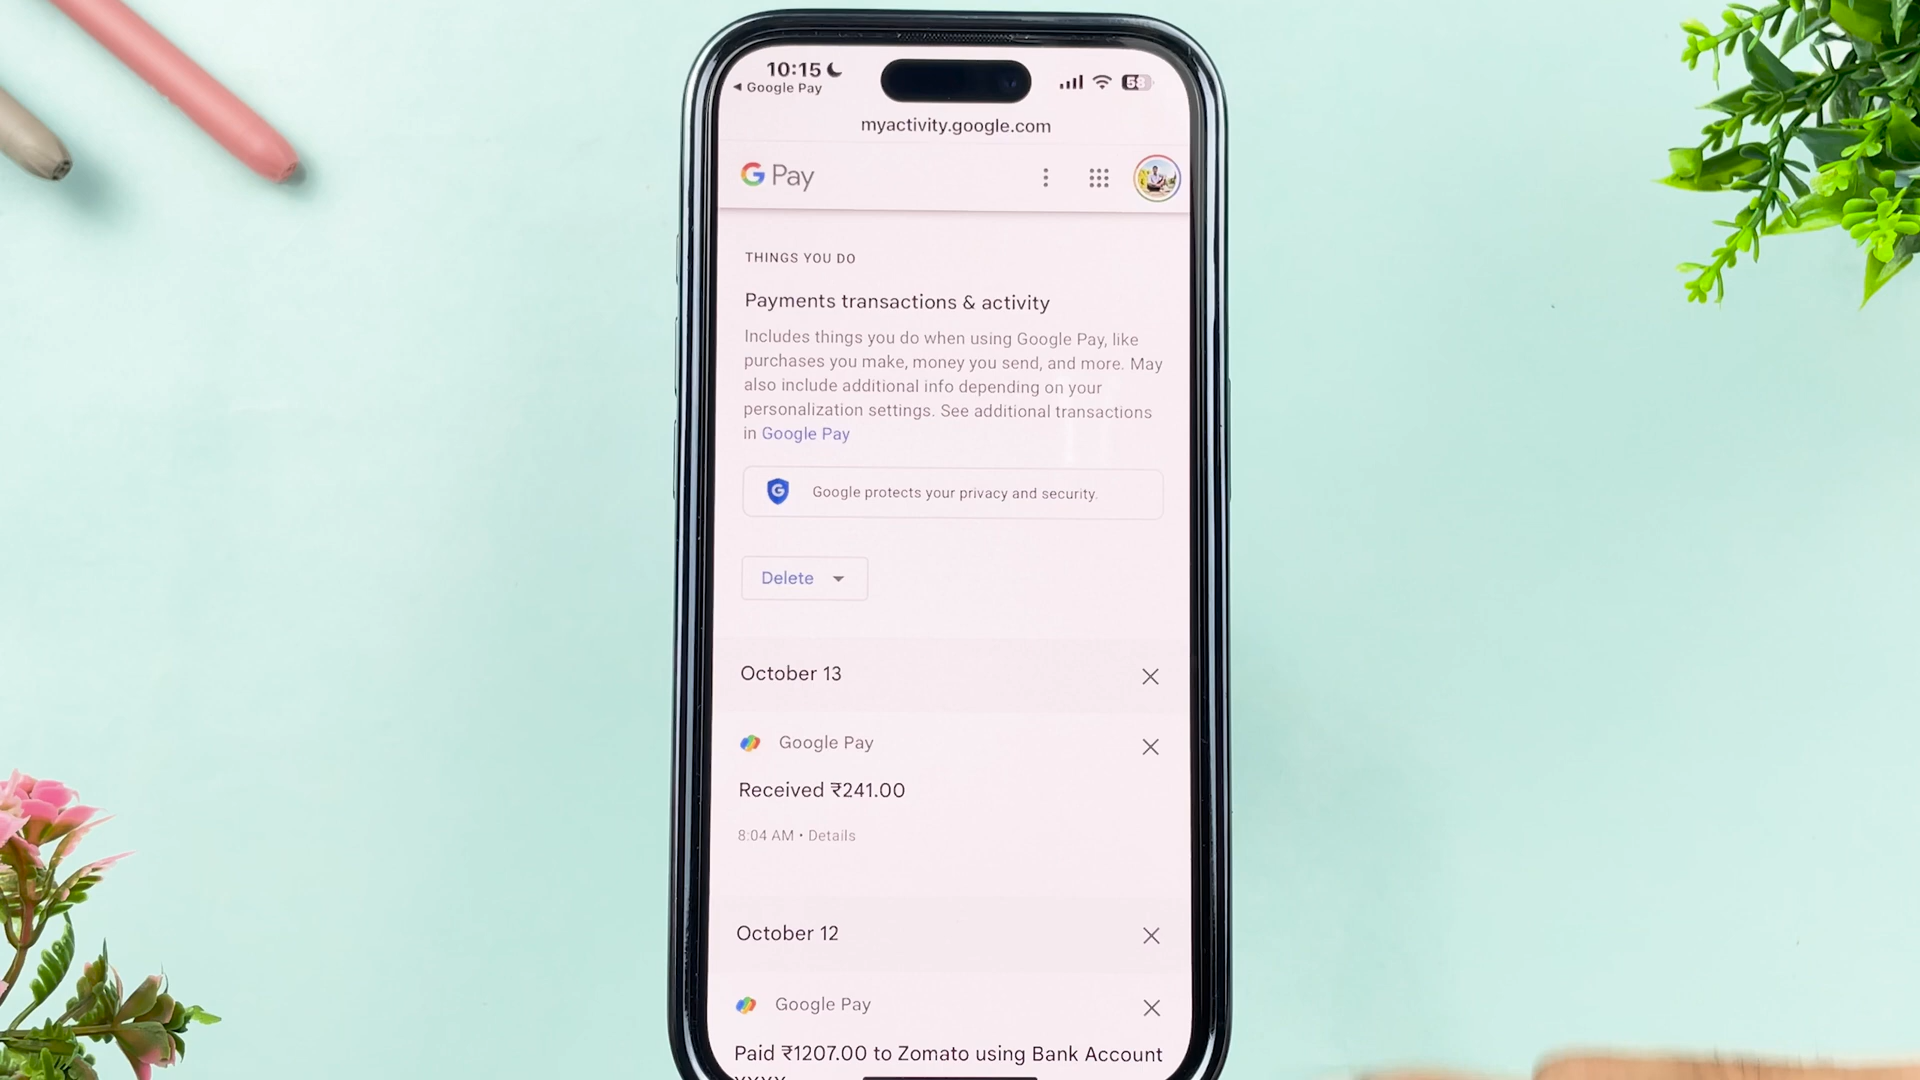 10:15
Google Pay
58
myactivity.google.com
G Pay
THINGS YOU DO
Payments transactions & activity
Includes things you do when using Google Pay, like
purchases you make, money you send, and more. May
also include additional info depending on your
personalization settings. See additional transactions
in Google Pay
Google protects your privacy and security.
Delete
October 13
Google Pay
Received ₹241.00
8:04 AM • Details
October 12
Google Pay
Paid ₹1207.00 to Zomato using Bank Account